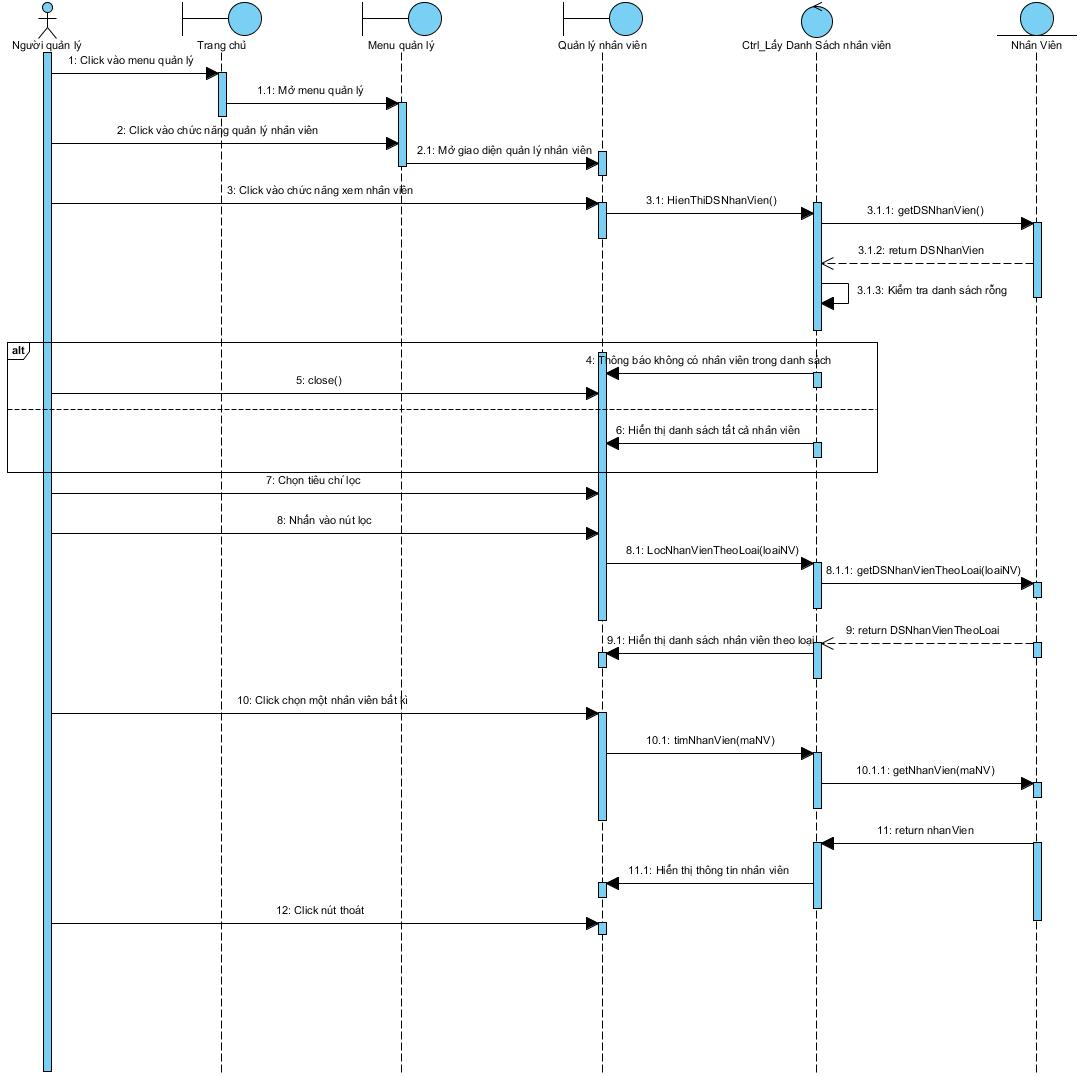 Người quản lý
Trang chủ
Menu quản lý
Quản lý nhân viên
Ctrl_Lấy Danh Sách nhân viên
Nhân Viên
1: Click vào menu quản lý
1.1: Mở menu quản lý
2: Click vào chức năng quản lý nhân viên
2.1: Mở giao diện quản lý nhân viên
3: Click vào chức năng xem nhân viên
3.1: HienThiDSNhanVien()
3.1.1: getDSNhanVien()
3.1.2: return DSNhanVien
3.1.3: Kiểm tra danh sách rỗng
alt
4: Thông báo không có nhân viên trong danh sách
5: close()
6: Hiển thị danh sách tất cả nhân viên
7: Chọn tiêu chí lọc
8: Nhấn vào nút lọc
8.1: LocNhanVienTheoLoai(loaiNV)
8.1.1: getDSNhanVienTheoLoai(loaiNV)
9: return DSNhanVienTheoLoai
9.1: Hiển thị danh sách nhân viên theo loại
10: Click chọn một nhân viên bất kì
10.1: timNhanVien(maNV)
10.1.1: getNhanVien(maNV)
11: return nhanVien
11.1: Hiển thị thông tin nhân viên
12: Click nút thoát